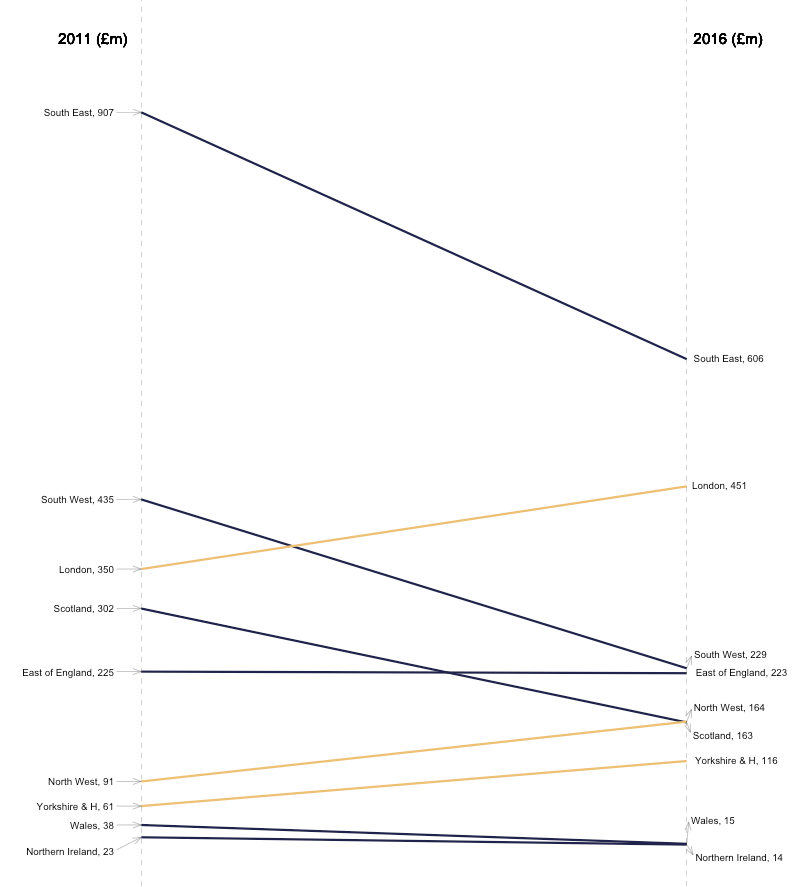 2011 (£m)
2016 (£m)
South East, 907
South East, 606
London, 451
South West, 435
London, 350
Scotland, 302
South West, 229
East of England, 225
East of England, 223
North West, 164
Scotland, 163
Yorkshire & H, 116
North West, 91
Yorkshire & H, 61
Wales, 15
Wales, 38
Northern Ireland, 23
Northern Ireland, 14